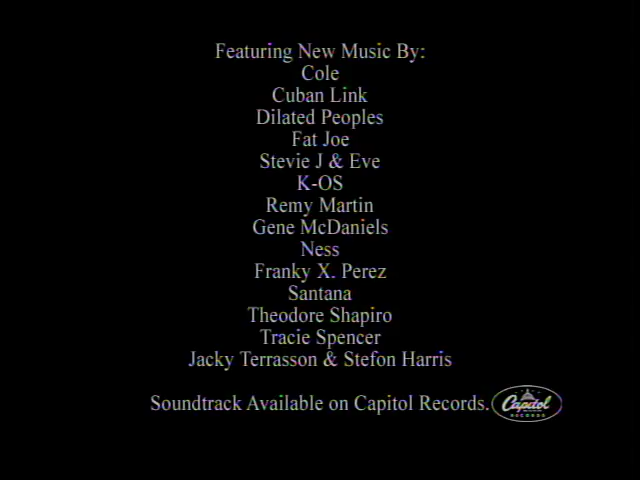 Featuring New Music By:
Cole
Cuban Link
Dilated Peoples
Fat Joe
Stevie J & Eve
K-OS
Remy Martin
Gene McDaniels
Ness
Franky X. Perez
Santana
Theodore Shapiro
Tracie Spencer
Jacky Terrasson & Stefon Harris
Soundtrack Available on Capitol Records.
Capitol
RECORDS